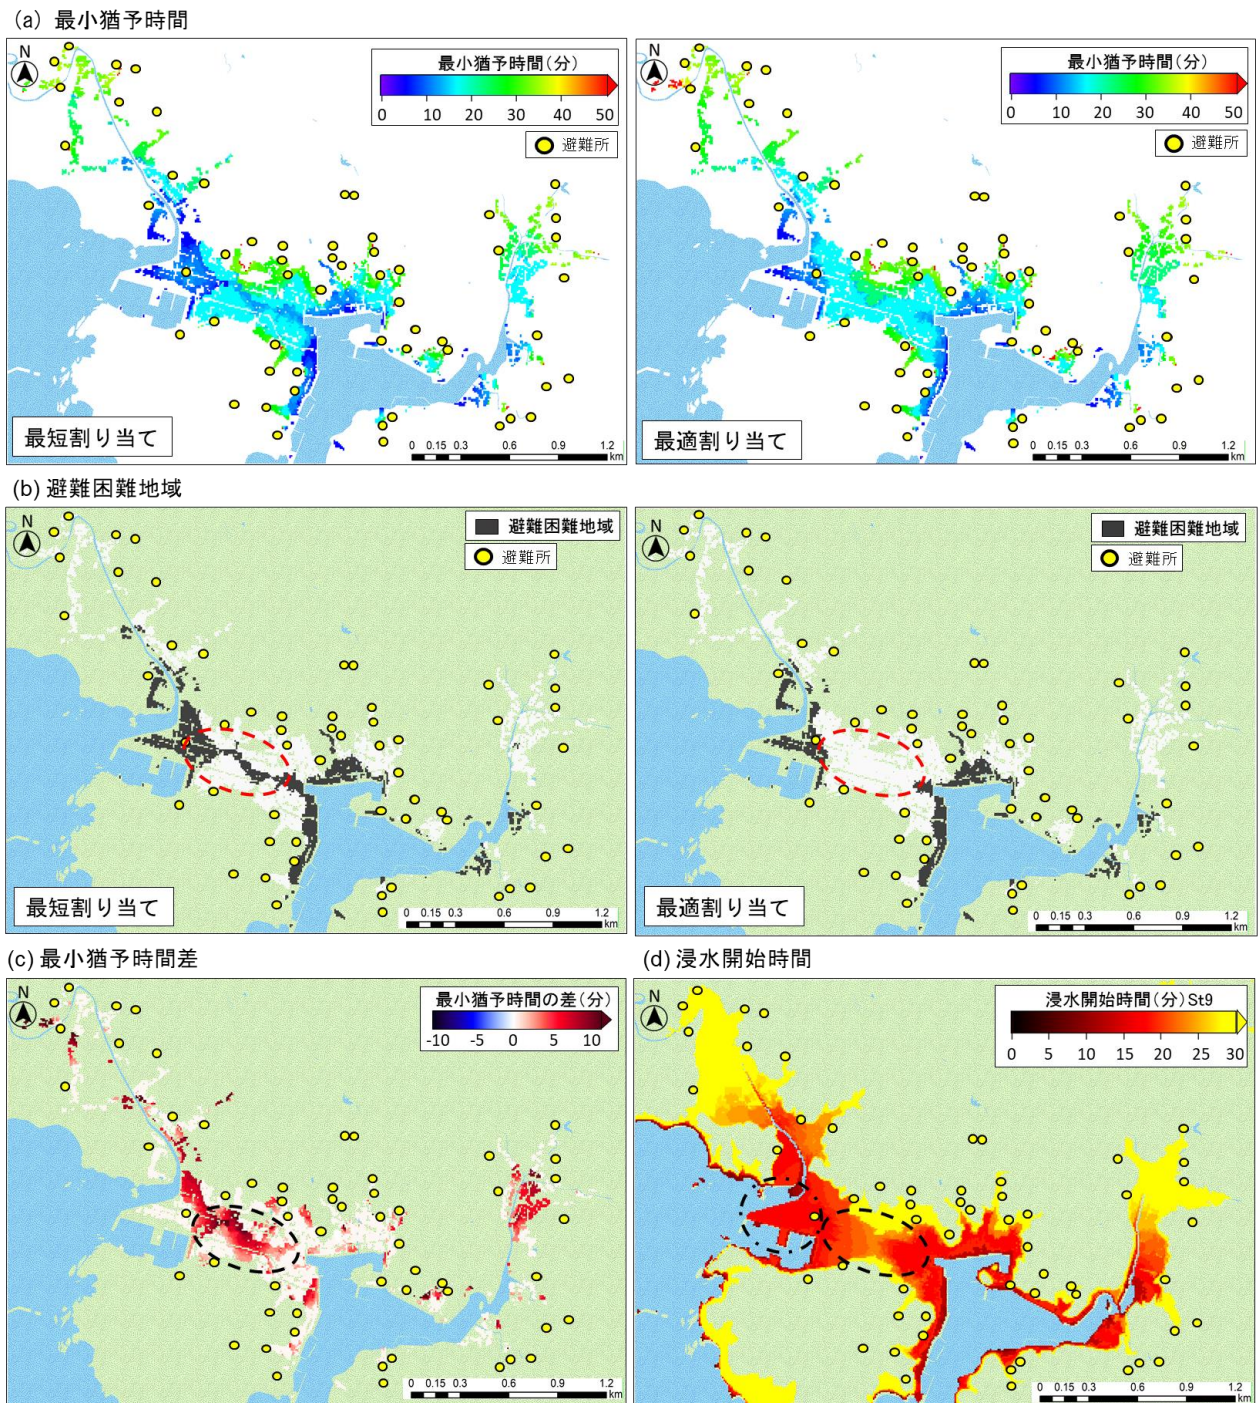 (a) 最小猶予時間
N
最小猶予時間(分)
0 10 20 30 40 50
避難所
最短割り当て
0 0.15 0.3 0.6 0.9 1.2
km
N
最小猶予時間(分)
0 10 20 30 40 50
避難所
最適割り当て
0 0.15 0.3 0.6 0.9 1.2
km
(b) 避難困難地域
N
避難困難地域
避難所
最短割り当て
0 0.15 0.3 0.6 0.9 1.2
km
N
避難困難地域
避難所
最適割り当て
0 0.15 0.3 0.6 0.9 1.2
km
(c) 最小猶予時間差
N
最小猶予時間の差(分)
-10 -5 0 5 10
0 0.15 0.3 0.6 0.9 1.2
km
(d) 浸水開始時間
N
浸水開始時間(分)St9
0 5 10 15 20 25 30
0 0.15 0.3 0.6 0.9 1.2
km